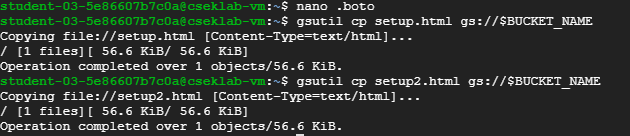 student-03-5e86607b7c0a@cseklab-vm:~$ nano .boto
student-03-5e86607b7c0a@cseklab-vm:~$ gsutil cp setup.html gs://$BUCKET_NAME
Copying file://setup.html [Content-Type=text/html]...
/ [1 files][ 56.6 KiB/ 56.6 KiB]
Operation completed over 1 objects/56.6 KiB.
student-03-5e86607b7c0a@cseklab-vm:~$ gsutil cp setup2.html gs://$BUCKET_NAME
Copying file://setup2.html [Content-Type=text/html]...
/ [1 files][ 56.6 KiB/ 56.6 KiB]
Operation completed over 1 objects/56.6 KiB.